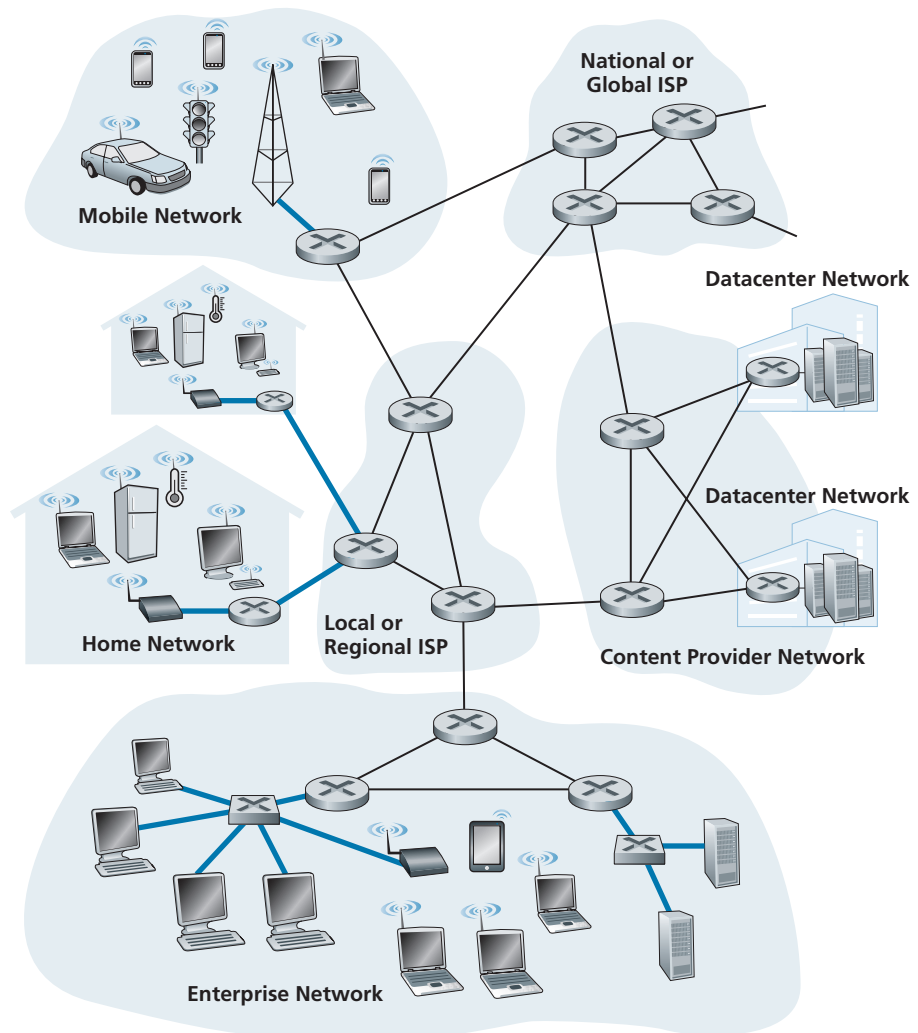 National or
Global ISP
Mobile Network
Datacenter Network
Datacenter Network
Home Network
Local or
Regional ISP
Content Provider Network
Enterprise Network